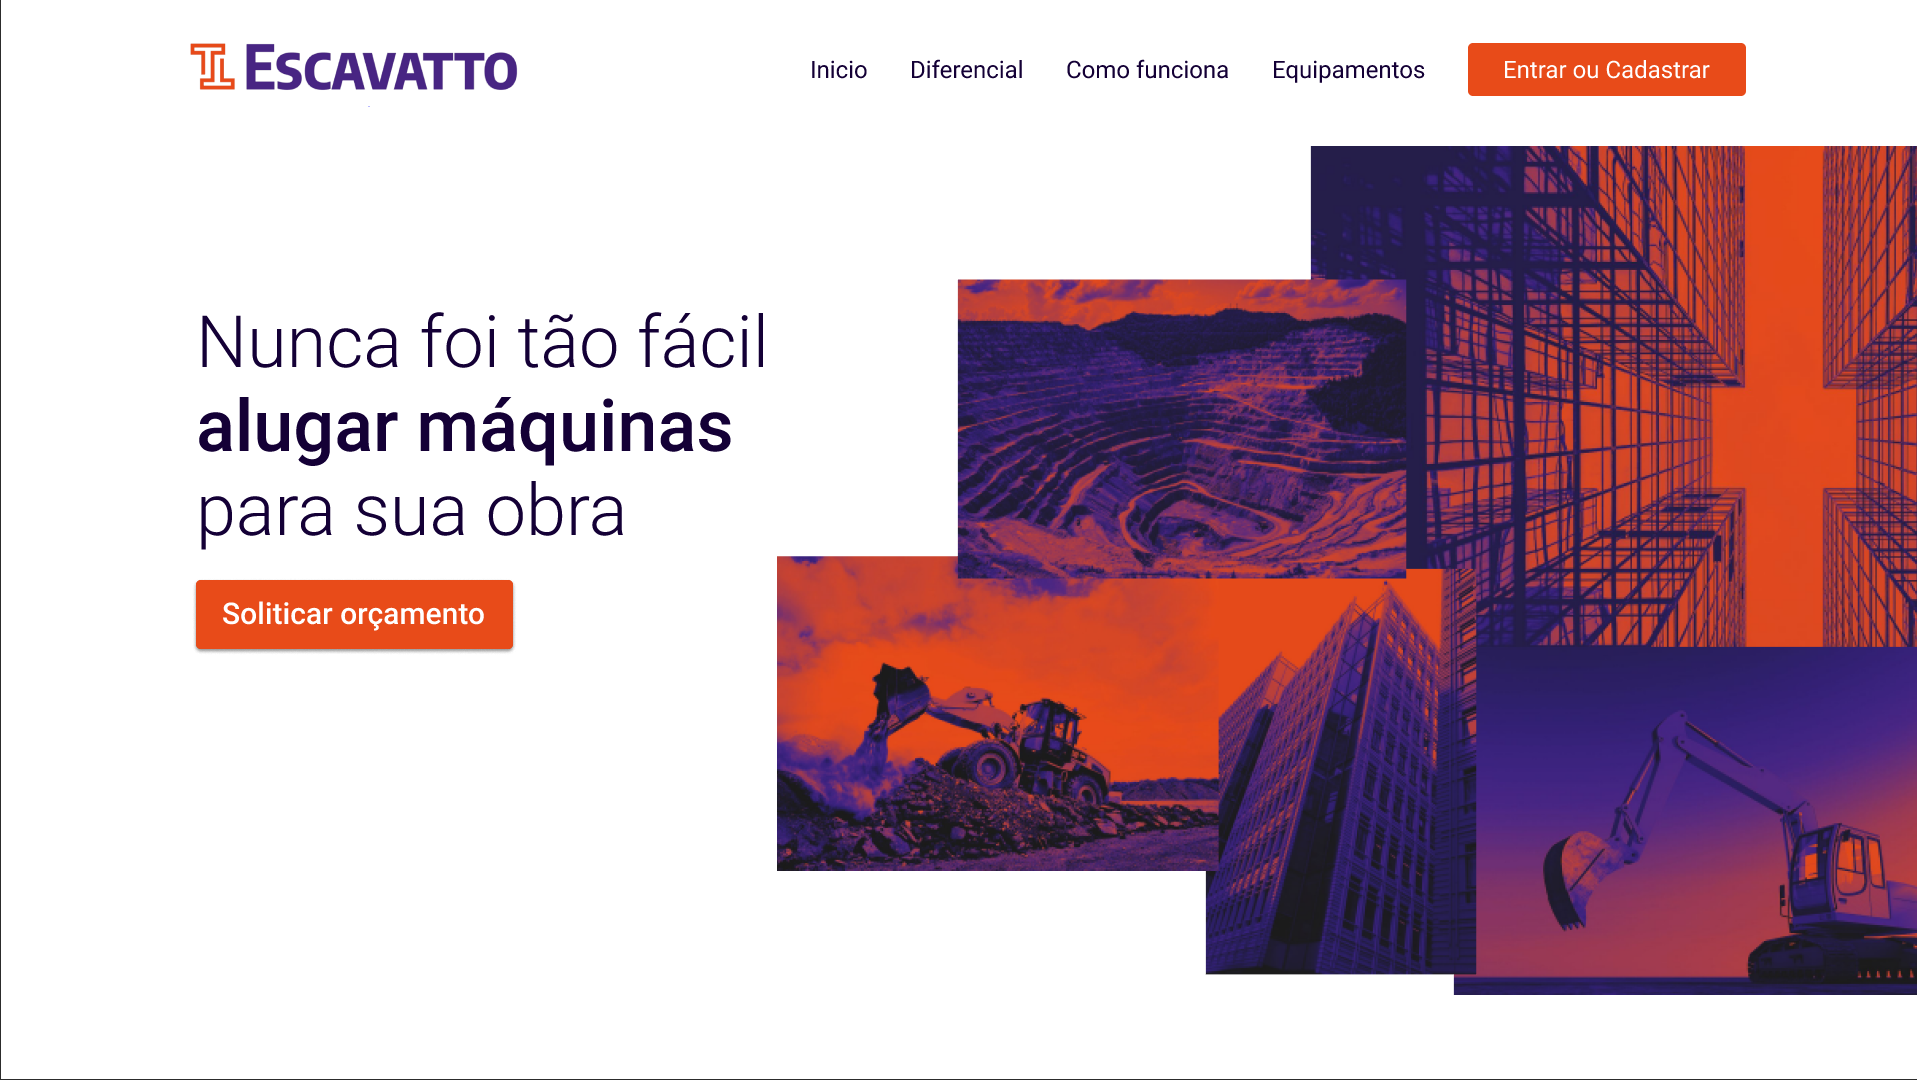 ESCAVATTO
Inicio
Diferencial
Como funciona
Equipamentos
Entrar ou Cadastrar
Nunca foi tão fácil
alugar máquinas
para sua obra
Soliticar orçamento